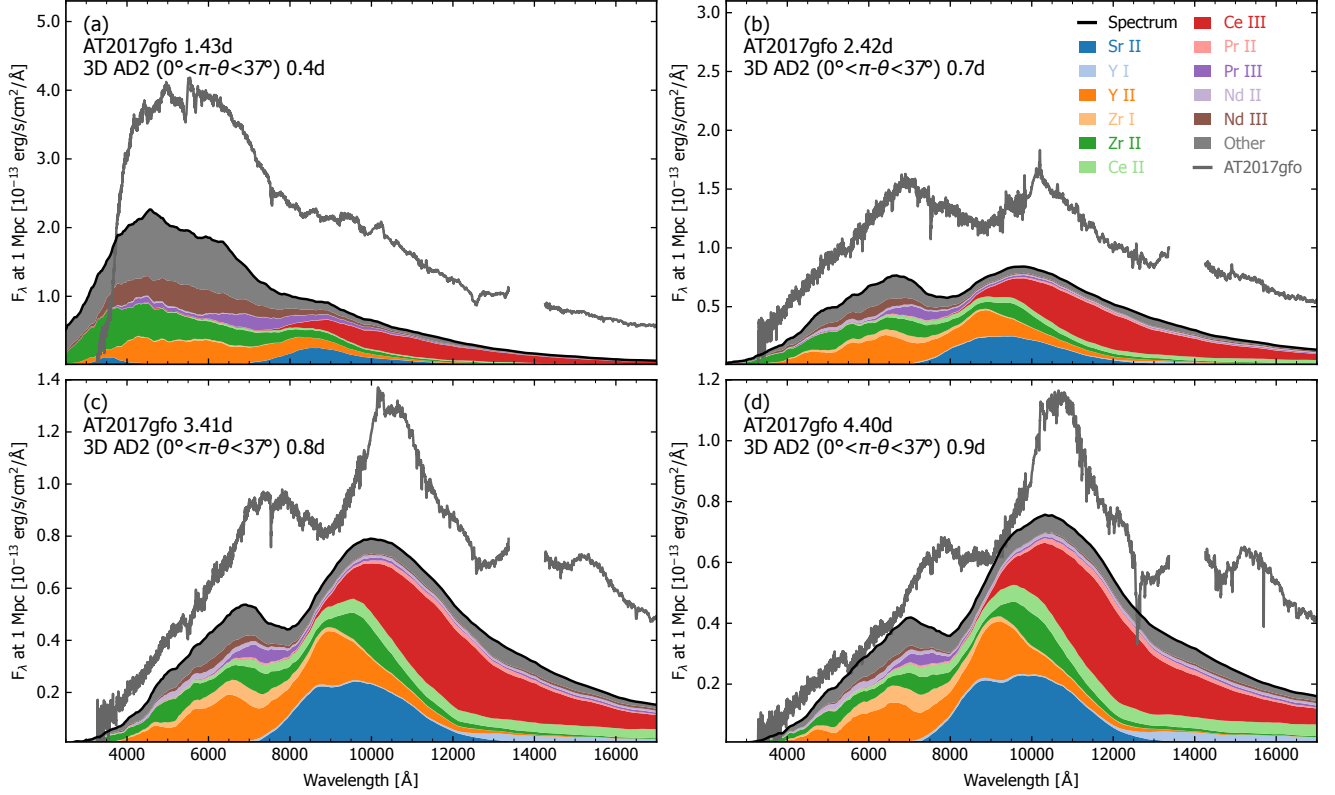 (a)
AT2017gfo 1.43d
3D AD2 (0°<π-θ<37°) 0.4d
5.0
4.0
3.0
2.0
1.0
F_λ at 1 Mpc [10⁻¹³ erg/s/cm²/Å]
(b)
AT2017gfo 2.42d
3D AD2 (0°<π-θ<37°) 0.7d
3.0
2.5
2.0
1.5
1.0
0.5
F_λ at 1 Mpc [10⁻¹³ erg/s/cm²/Å]
Spectrum
Sr II
Y I
Y II
Zr I
Zr II
Ce II
Ce III
Pr II
Pr III
Nd II
Nd III
Other
AT2017gfo
(c)
AT2017gfo 3.41d
3D AD2 (0°<π-θ<37°) 0.8d
1.4
1.2
1.0
0.8
0.6
0.4
0.2
F_λ at 1 Mpc [10⁻¹³ erg/s/cm²/Å]
4000 6000 8000 10000 12000 14000 16000
Wavelength [Å]
(d)
AT2017gfo 4.40d
3D AD2 (0°<π-θ<37°) 0.9d
1.2
1.0
0.8
0.6
0.4
0.2
F_λ at 1 Mpc [10⁻¹³ erg/s/cm²/Å]
4000 6000 8000 10000 12000 14000 16000
Wavelength [Å]